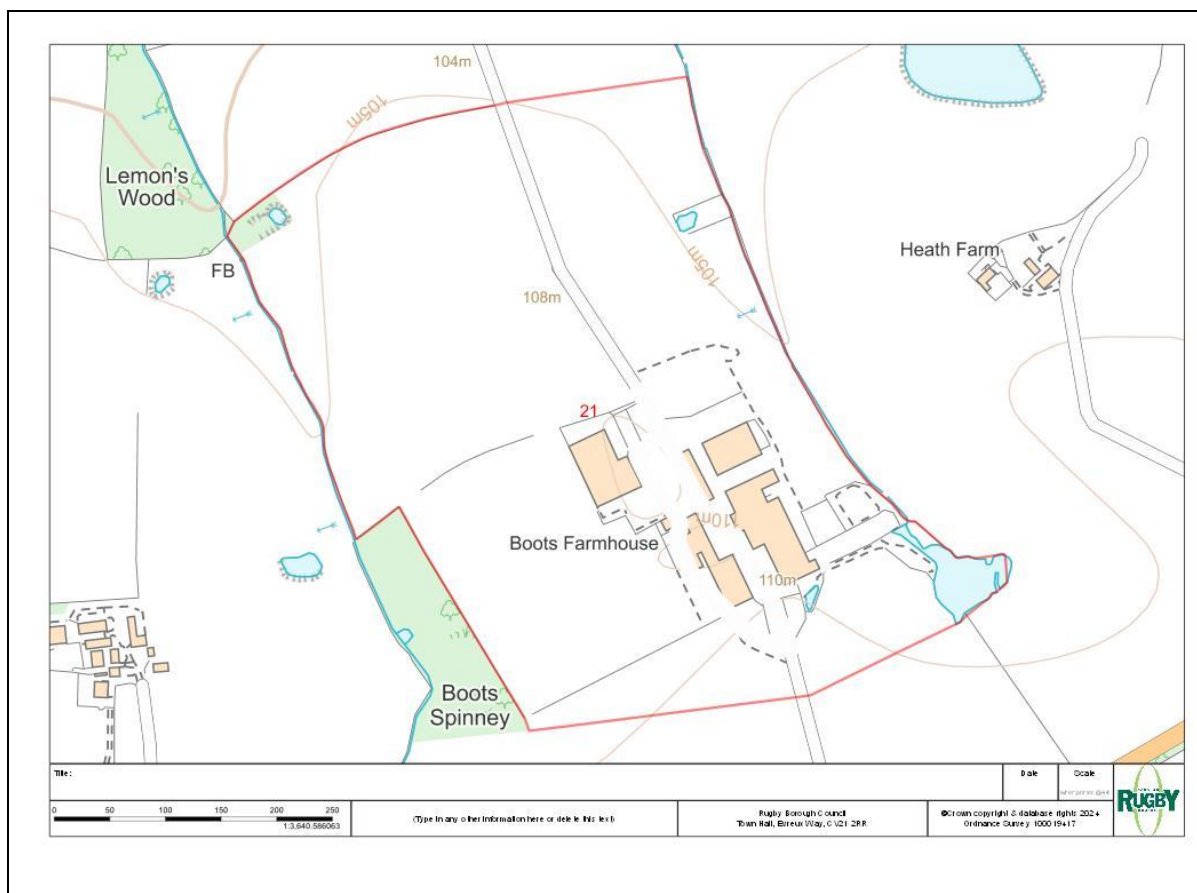 104m
105m
Lemon's
Wood
FB
108m
105m
Heath Farm
21
Boots Farmhouse
110m
110m
Boots
Spinney
Title:
Date
Scale
0 50 100 150 200 250
1:3,640.586063
(Type in any other information here or delete this text)
Rugby Borough Council
Town Hall, Evreux Way, CV21 2RR
©Crown copyright & database rights 2024
Ordnance Survey 100019417
RUGBY